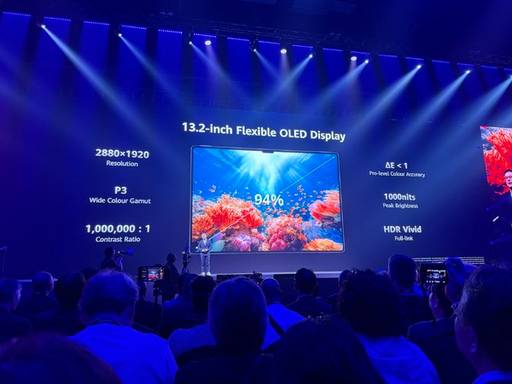 13.2-inch Flexible OLED Display
2880×1920
Resolution
P3
Wide Colour Gamut
1,000,000 : 1
Contrast Ratio
94%
ΔE < 1
Pro-level Colour Accuracy
1000nits
Peak Brightness
HDR Vivid
Full-link